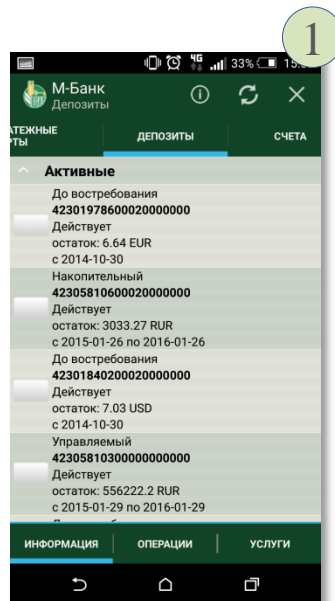 1
4G 33%
М-Банк
Депозиты
ДЕПОЗИТЫ СЧЕТА
Активные
До востребования
42301978600020000000
Действует
остаток: 6.64 EUR
с 2014-10-30
Накопительный
42305810600020000000
Действует
остаток: 3033.27 RUR
с 2015-01-26 по 2016-01-26
До востребования
42301840200020000000
Действует
остаток: 7.03 USD
с 2014-10-30
Управляемый
42305810300000000000
Действует
остаток: 556222.2 RUR
с 2015-01-29 по 2016-01-29
ИНФОРМАЦИЯ ОПЕРАЦИИ УСЛУГИ